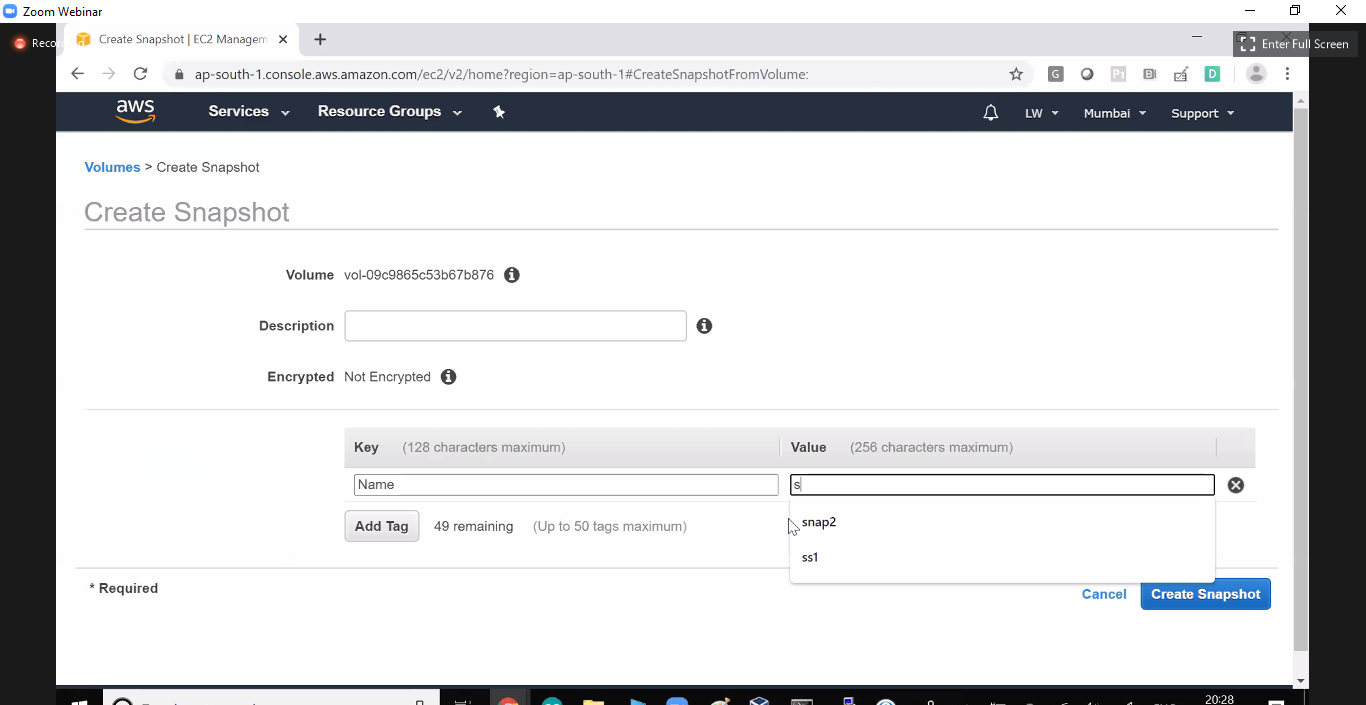 Zoom Webinar
Recor
Create Snapshot | EC2 Managem
Enter Full Screen
ap-south-1.console.aws.amazon.com/ec2/v2/home?region=ap-south-1#CreateSnapshotFromVolume:
aws Services Resource Groups LW Mumbai Support
Volumes > Create Snapshot
Create Snapshot
Volume vol-09c9865c53b67b876
Description
Encrypted Not Encrypted
Key (128 characters maximum) Value (256 characters maximum)
Name s
Add Tag 49 remaining (Up to 50 tags maximum)
snap2
ss1
* Required
Cancel Create Snapshot
20:28